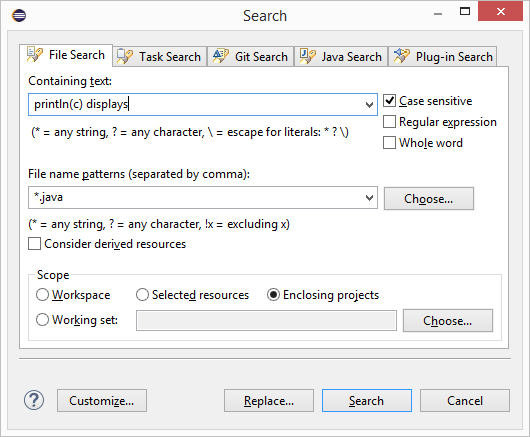 Search
File Search Task Search Git Search Java Search Plug-in Search
Containing text:
println(c) displays
Case sensitive
(* = any string, ? = any character, \ = escape for literals: * ? \)
Regular expression
Whole word
File name patterns (separated by comma):
*.java
Choose...
(* = any string, ? = any character, !x = excluding x)
Consider derived resources
Scope
Workspace Selected resources Enclosing projects
Working set: Choose...
? Customize... Replace... Search Cancel